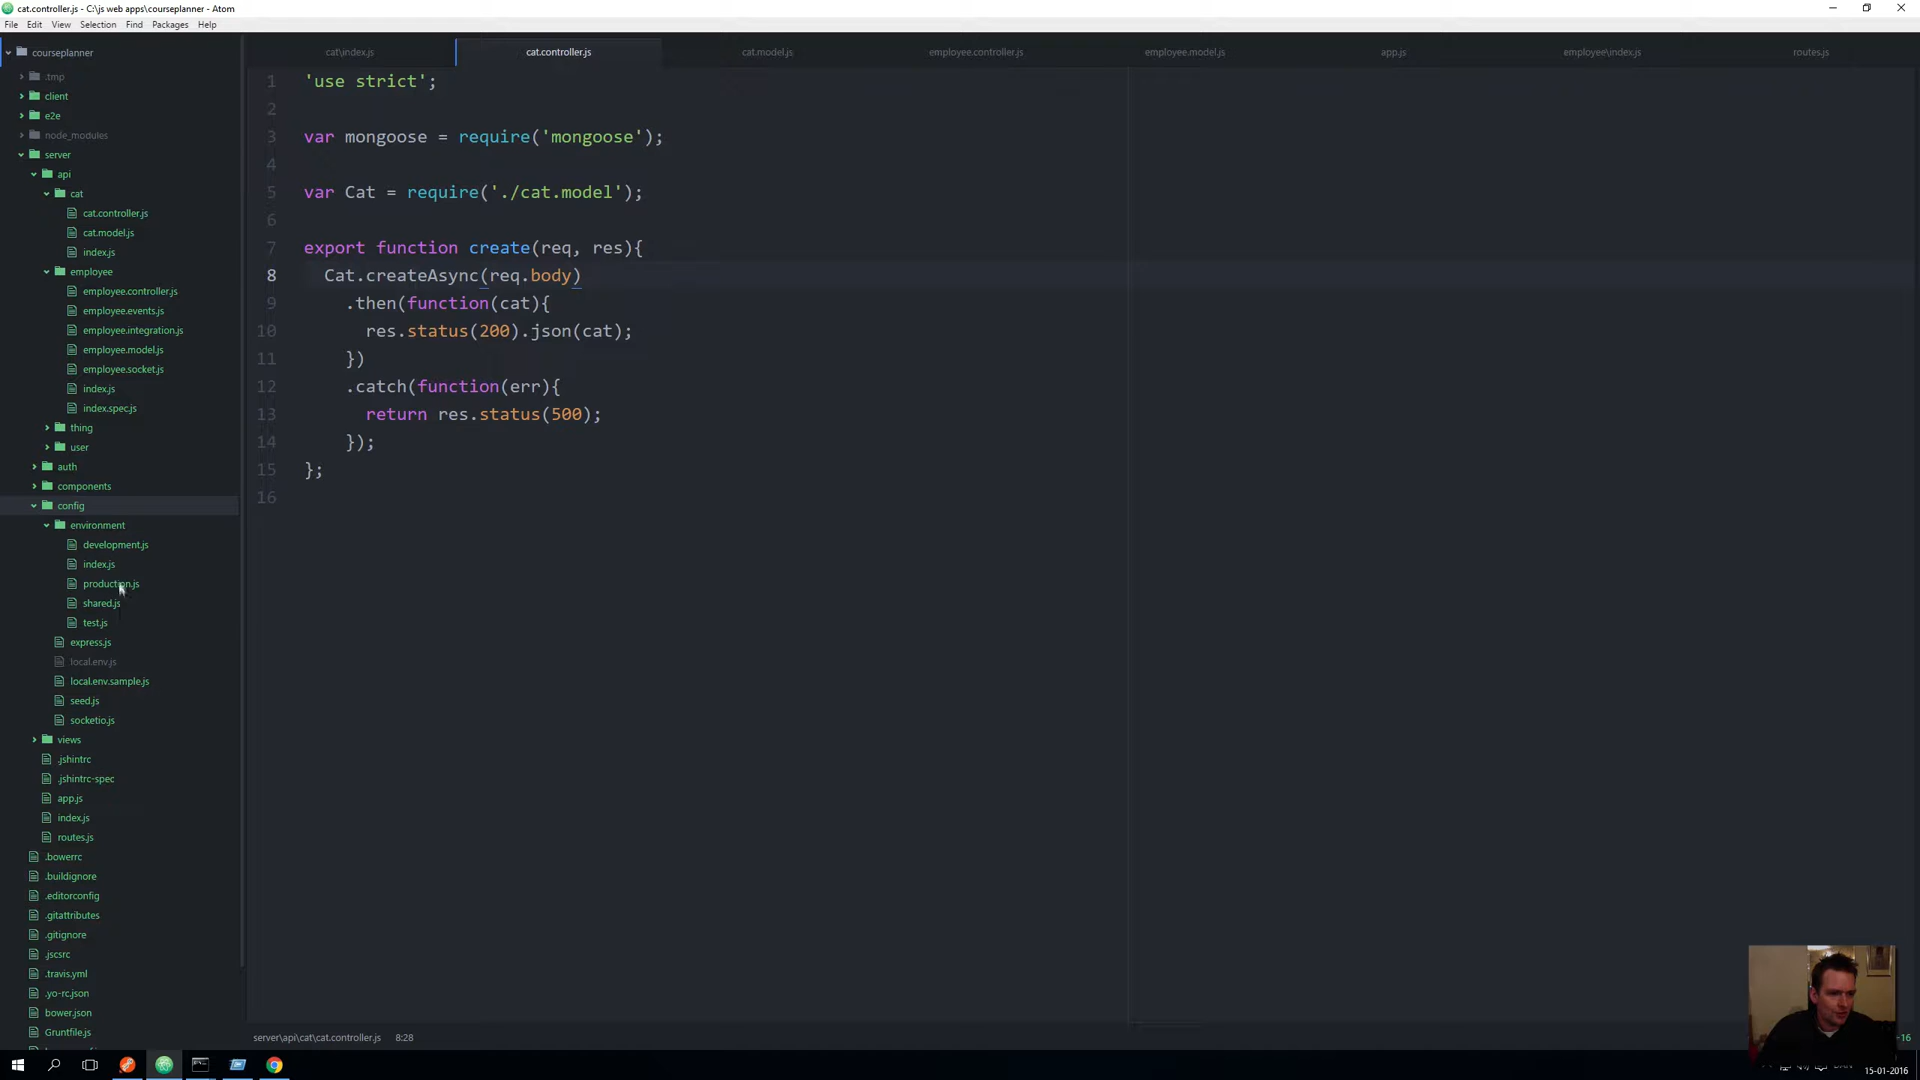 cat.controller.js - C:\js web apps\courseplanner - Atom
File Edit View Selection Find Packages Help
courseplanner
.tmp
client
e2e
node_modules
server
api
cat
cat.controller.js
cat.model.js
index.js
employee
employee.controller.js
employee.events.js
employee.integration.js
employee.model.js
employee.socket.js
index.js
index.spec.js
thing
user
auth
components
config
environment
development.js
index.js
production.js
shared.js
test.js
express.js
local.env.js
local.env.sample.js
seed.js
socketio.js
views
.jshintrc
.jshintrc-spec
app.js
index.js
routes.js
.bowerrc
.buildignore
.editorconfig
.gitattributes
.gitignore
.jscsrc
.travis.yml
.yo-rc.json
bower.json
Gruntfile.js
cat\index.js cat.controller.js cat.model.js employee.controller.js employee.model.js app.js employee\index.js routes.js
1 'use strict';
2
3 var mongoose = require('mongoose');
4
5 var Cat = require('./cat.model');
6
7 export function create(req, res){
8 Cat.createAsync(req.body)
9 .then(function(cat){
10 res.status(200).json(cat);
11 })
12 .catch(function(err){
13 return res.status(500);
14 });
15 };
16
server\api\cat\cat.controller.js 8:28
15-01-2016